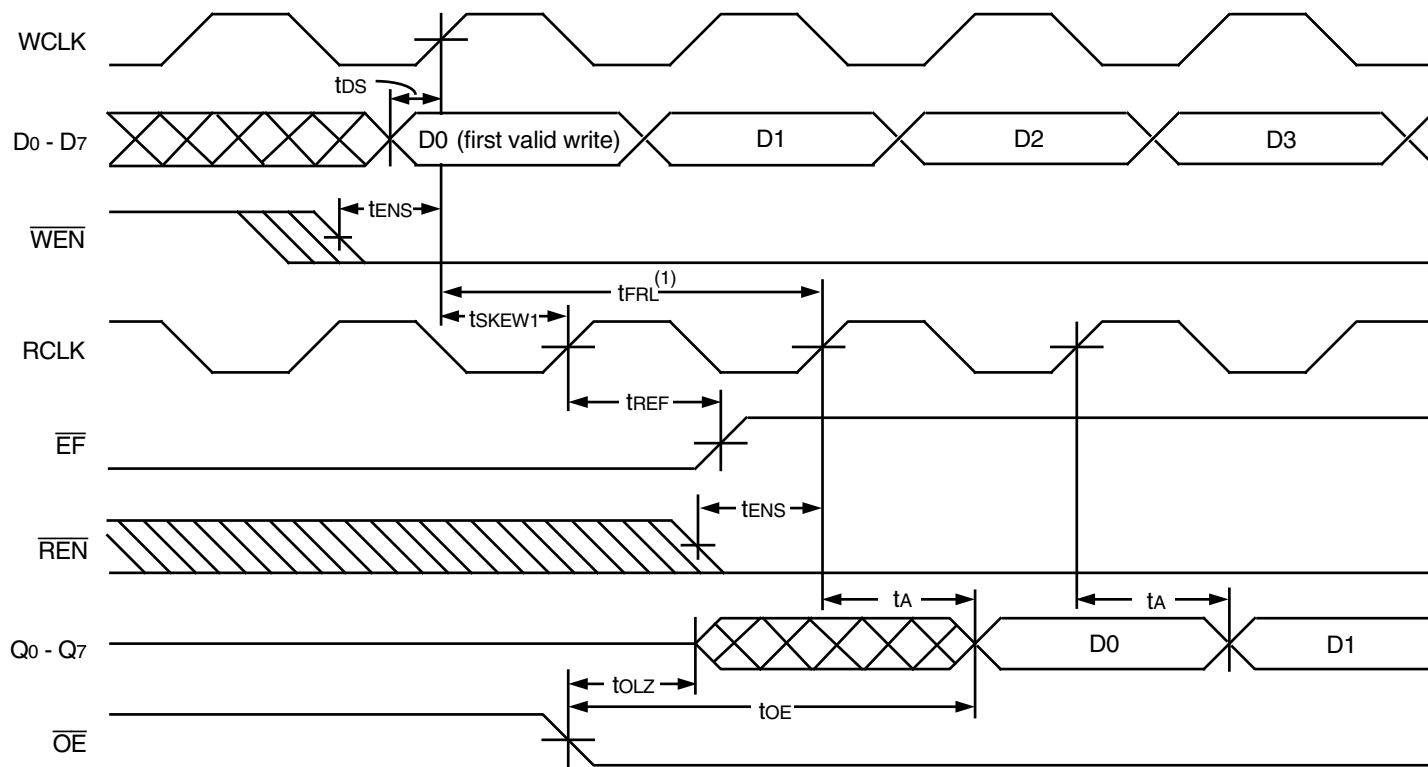 WCLK
tDS
D0 - D7
D0 (first valid write)
D1
D2
D3
tENS
WEN
tFRL(1)
tSKEW1
RCLK
tREF
EF
tENS
REN
tA
tA
Q0 - Q7
D0
D1
tOLZ
tOE
OE